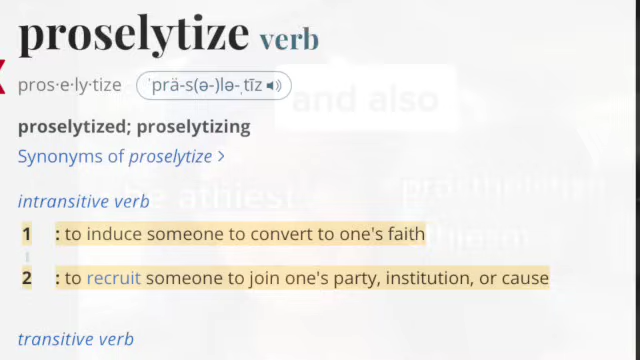 proselytize verb
pros·e·ly·tize ˈprä-s(ə-)lə-ˌtīz
and also
proselytized; proselytizing
Synonyms of proselytize >
be athiest
intransitive verb
1 : to induce someone to convert to one's faith
2 : to recruit someone to join one's party, institution, or cause
transitive verb